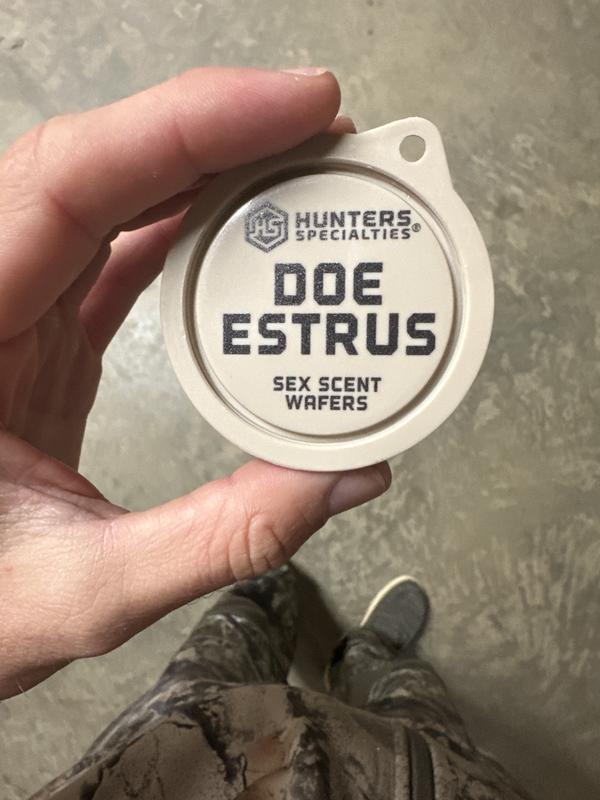 HS HUNTERS
SPECIALTIES®
DOE
ESTRUS
SEX SCENT
WAFERS